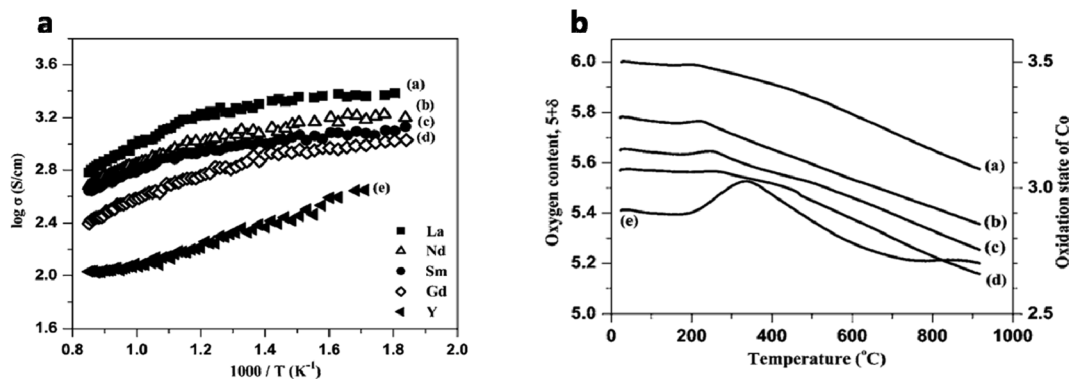 a
3.6
3.2
2.8
2.4
2.0
1.6
log σ (S/cm)
0.8
1.0
1.2
1.4
1.6
1.8
2.0
1000 / T (K⁻¹)
(a)
(b)
(c)
(d)
(e)
La
Nd
Sm
Gd
Y
b
6.0
5.8
5.6
5.4
5.2
5.0
Oxygen content, 5+δ
0
200
400
600
800
1000
Temperature (°C)
3.5
3.0
2.5
Oxidation state of Co
(a)
(b)
(c)
(d)
(e)